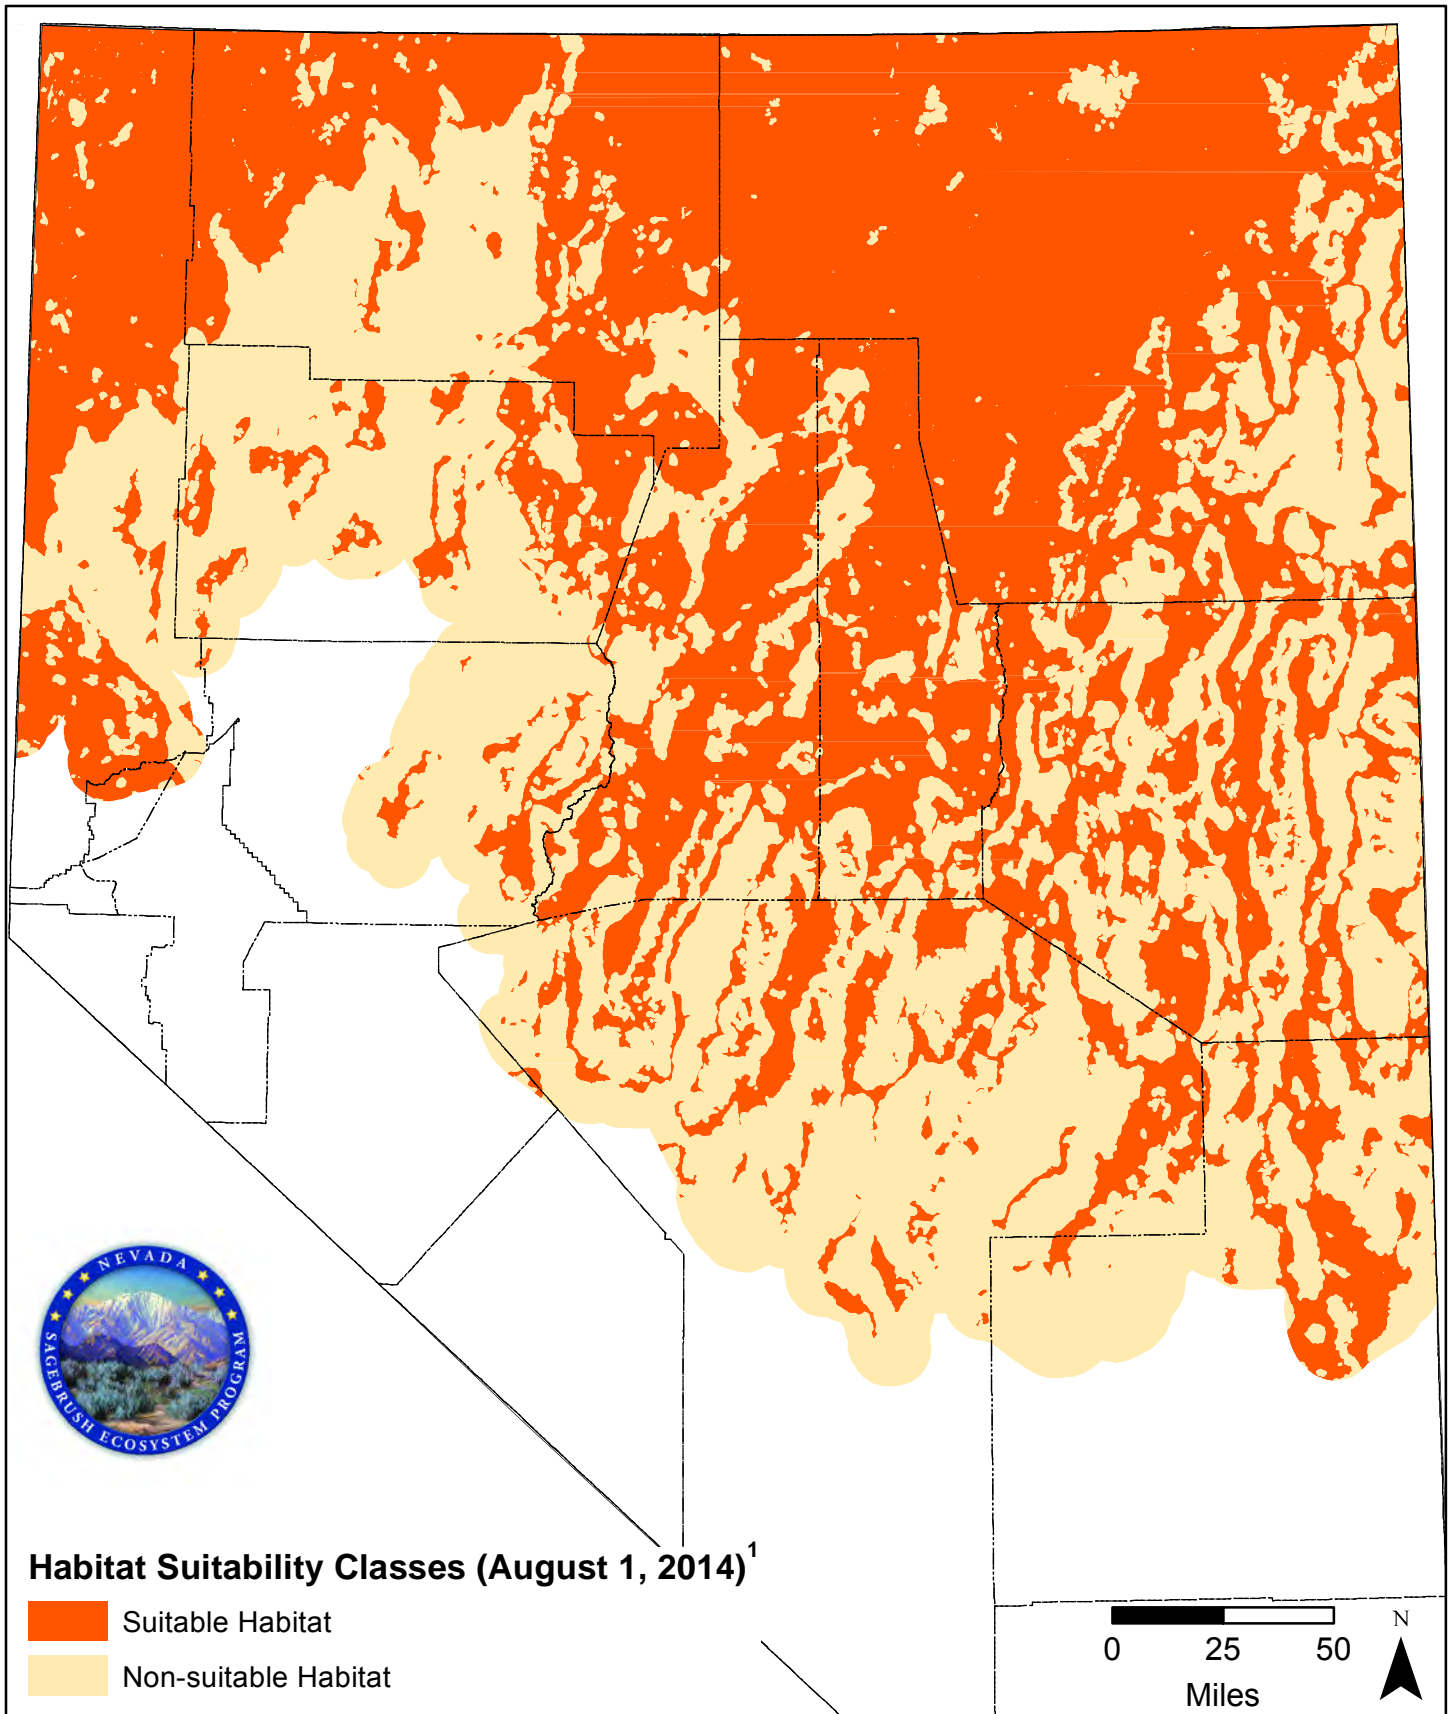 NEVADA
SAGEBRUSH ECOSYSTEM PROGRAM
Habitat Suitability Classes (August 1, 2014)1
Suitable Habitat
Non-suitable Habitat
N
0 25 50
Miles